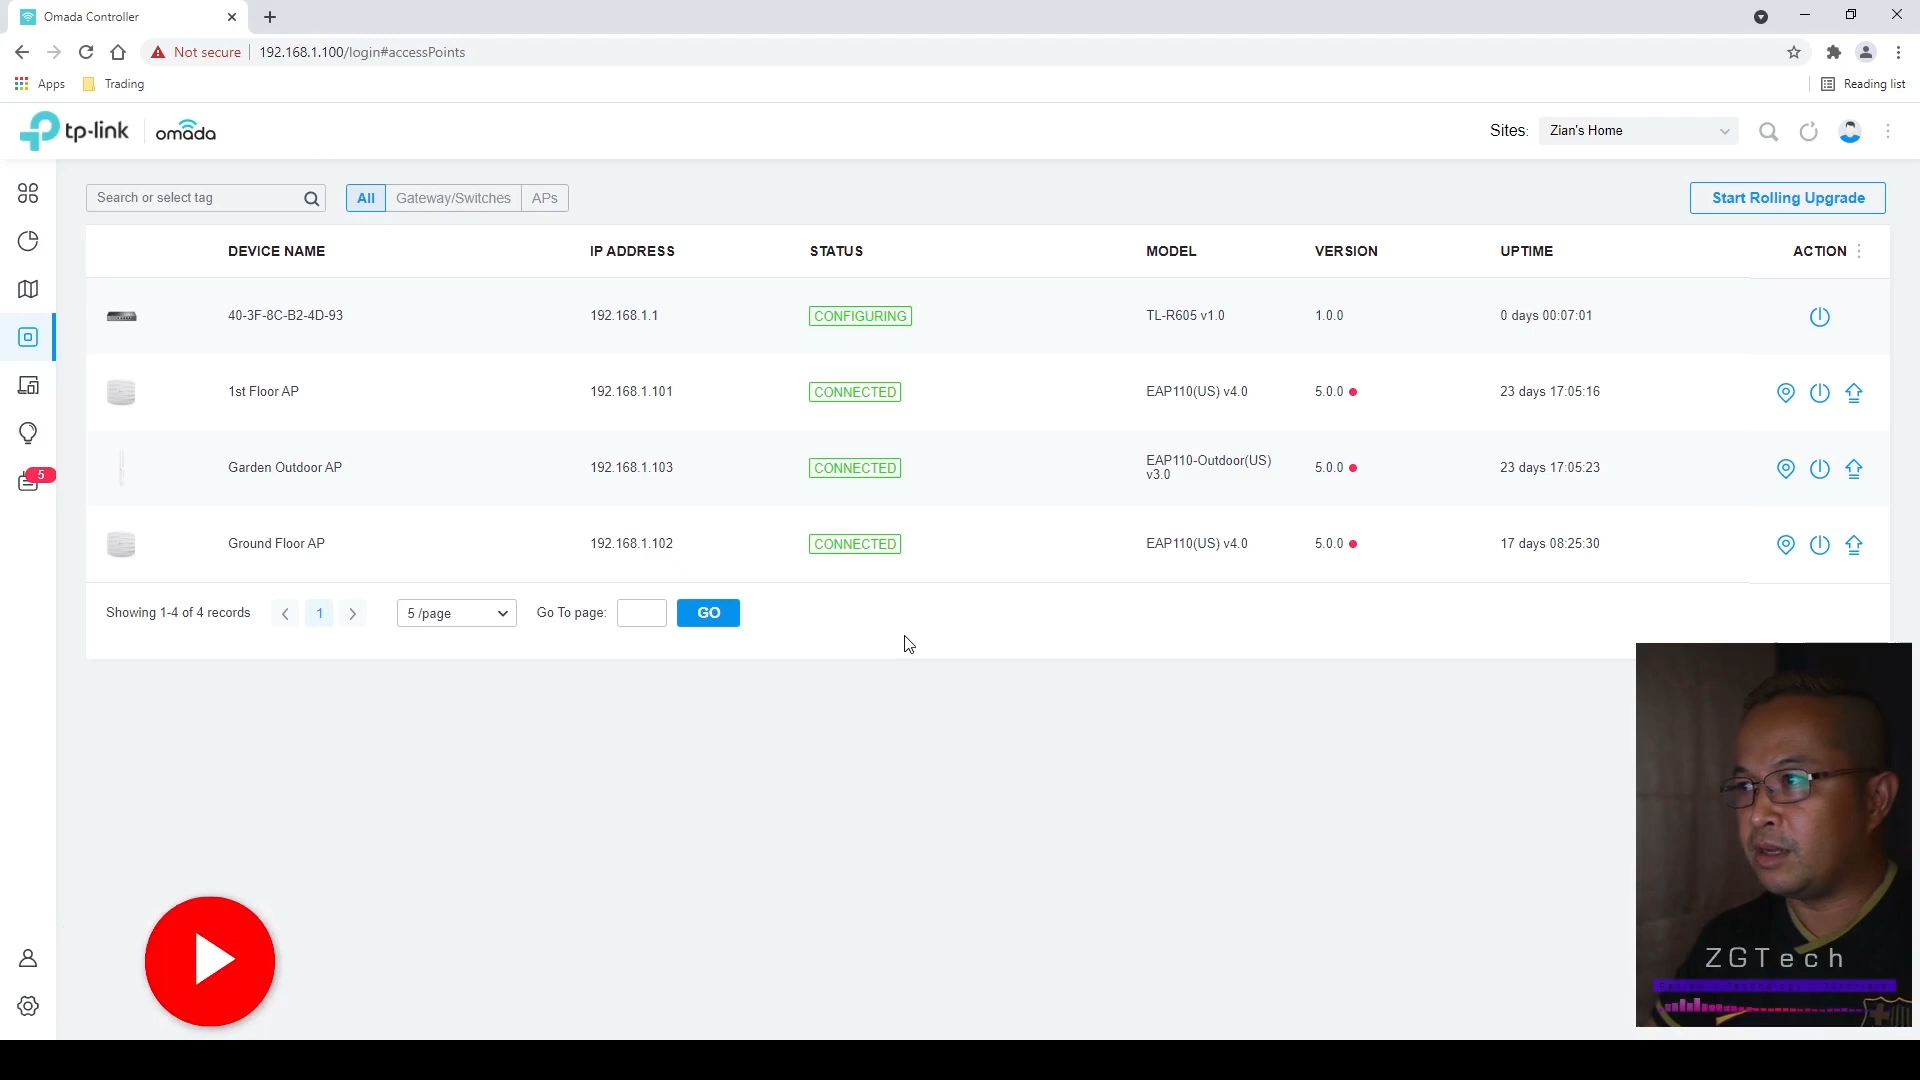 Omada Controller
Not secure 192.168.1.100/login#accessPoints
Apps Trading Reading list
tp-link omada Sites: Zian's Home
Search or select tag All Gateway/Switches APs Start Rolling Upgrade
DEVICE NAME IP ADDRESS STATUS MODEL VERSION UPTIME ACTION
40-3F-8C-B2-4D-93 192.168.1.1 CONFIGURING TL-R605 v1.0 1.0.0 0 days 00:07:01
1st Floor AP 192.168.1.101 CONNECTED EAP110(US) v4.0 5.0.0 23 days 17:05:16
Garden Outdoor AP 192.168.1.103 CONNECTED EAP110-Outdoor(US) v3.0 5.0.0 23 days 17:05:23
5
Ground Floor AP 192.168.1.102 CONNECTED EAP110(US) v4.0 5.0.0 17 days 08:25:30
Showing 1-4 of 4 records 1 5 /page Go To page: GO
ZGTech